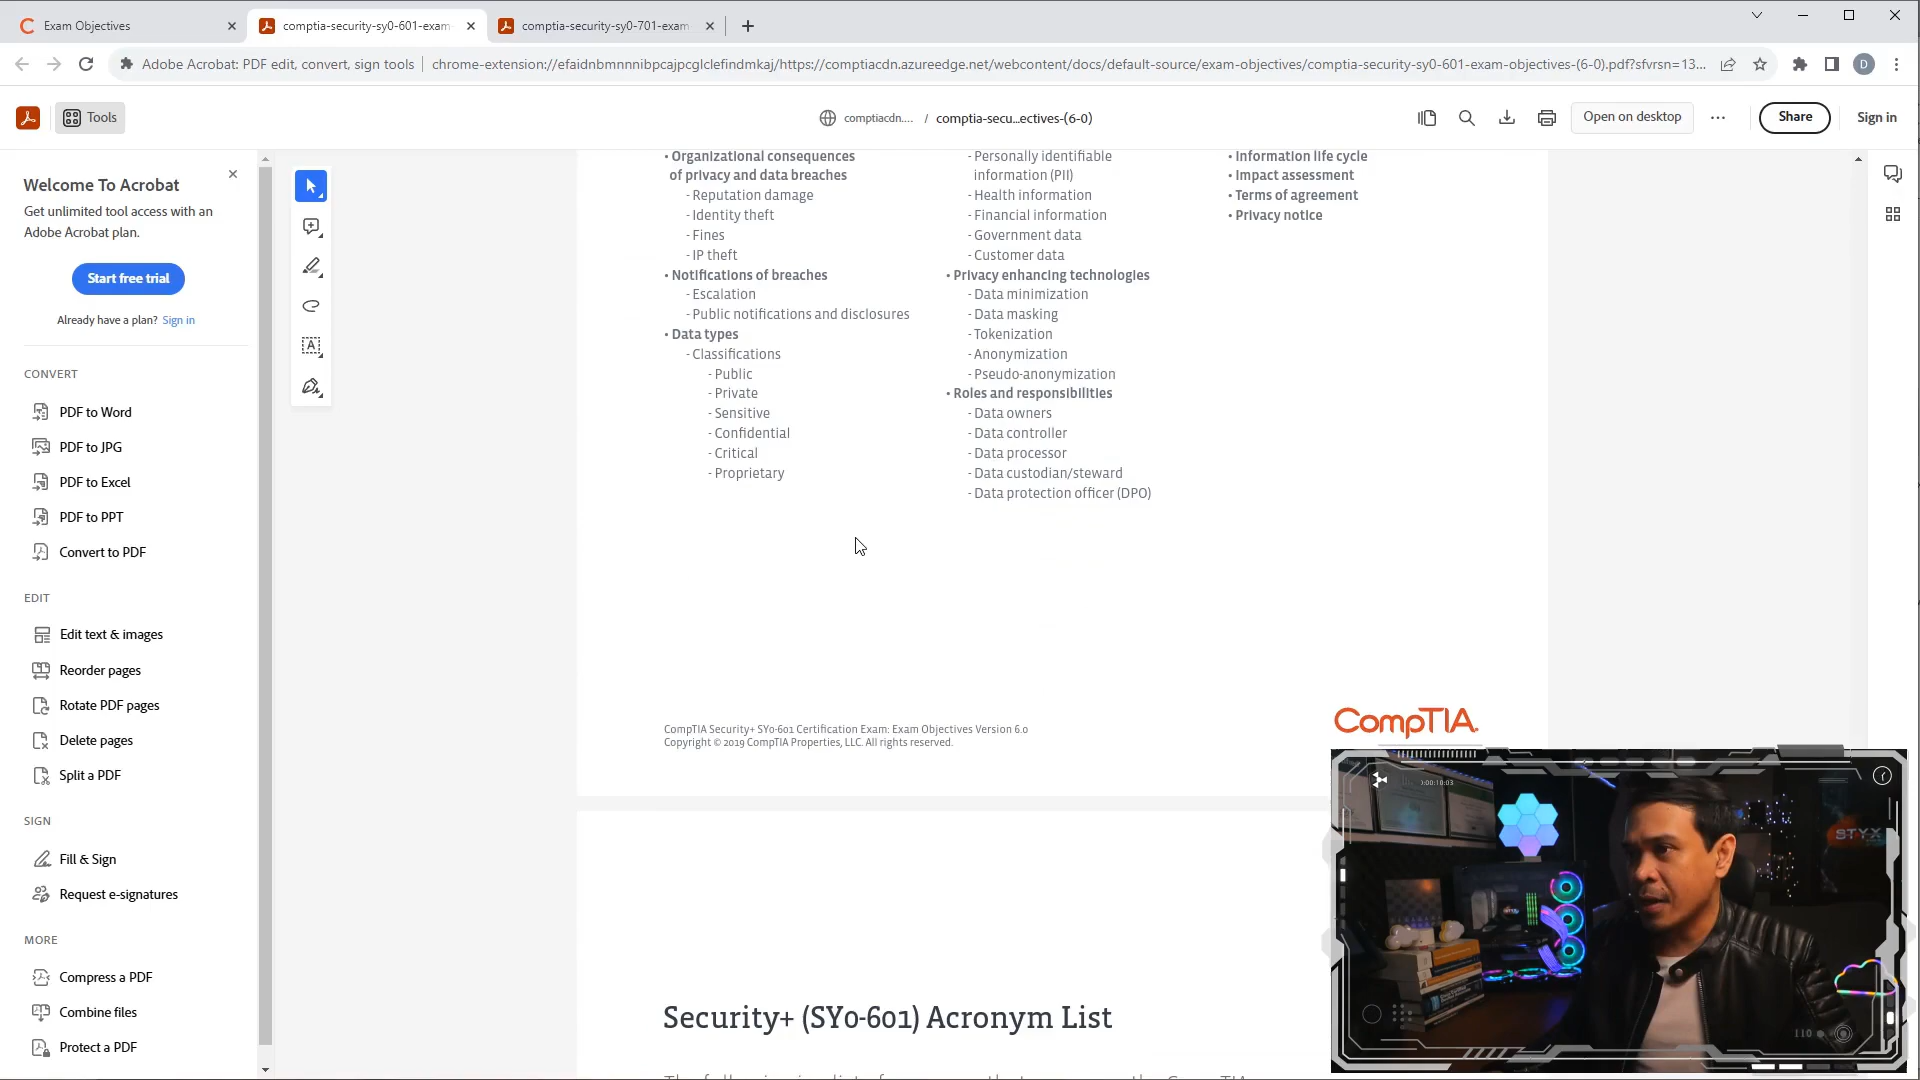 Exam Objectives
comptia-security-sy0-601-exam-
comptia-security-sy0-701-exam
Adobe Acrobat: PDF edit, convert, sign tools
chrome-extension://efaidnbmnnnibpcajpcglclefindmkaj/https://comptiacdn.azureedge.net/webcontent/docs/default-source/exam-objectives/comptia-security-sy0-601-exam-objectives-(6-0).pdf?sfvrsn=13...
D
Tools
comptiacdn.... / comptia-secu...ectives-(6-0)
Open on desktop
Share
Sign in
Welcome To Acrobat
Get unlimited tool access with an
Adobe Acrobat plan.
Start free trial
Already have a plan? Sign in
CONVERT
PDF to Word
PDF to JPG
PDF to Excel
PDF to PPT
Convert to PDF
EDIT
Edit text & images
Reorder pages
Rotate PDF pages
Delete pages
Split a PDF
SIGN
Fill & Sign
Request e-signatures
MORE
Compress a PDF
Combine files
Protect a PDF
• Organizational consequences
of privacy and data breaches
- Reputation damage
- Identity theft
- Fines
- IP theft
• Notifications of breaches
- Escalation
- Public notifications and disclosures
• Data types
- Classifications
- Public
- Private
- Sensitive
- Confidential
- Critical
- Proprietary
- Personally identifiable
information (PII)
- Health information
- Financial information
- Government data
- Customer data
• Privacy enhancing technologies
- Data minimization
- Data masking
- Tokenization
- Anonymization
- Pseudo-anonymization
• Roles and responsibilities
- Data owners
- Data controller
- Data processor
- Data custodian/steward
- Data protection officer (DPO)
• Information life cycle
• Impact assessment
• Terms of agreement
• Privacy notice
CompTIA Security+ SY0-601 Certification Exam: Exam Objectives Version 6.0
Copyright © 2019 CompTIA Properties, LLC. All rights reserved.
CompTIA.
Security+ (SY0-601) Acronym List
STYX
110